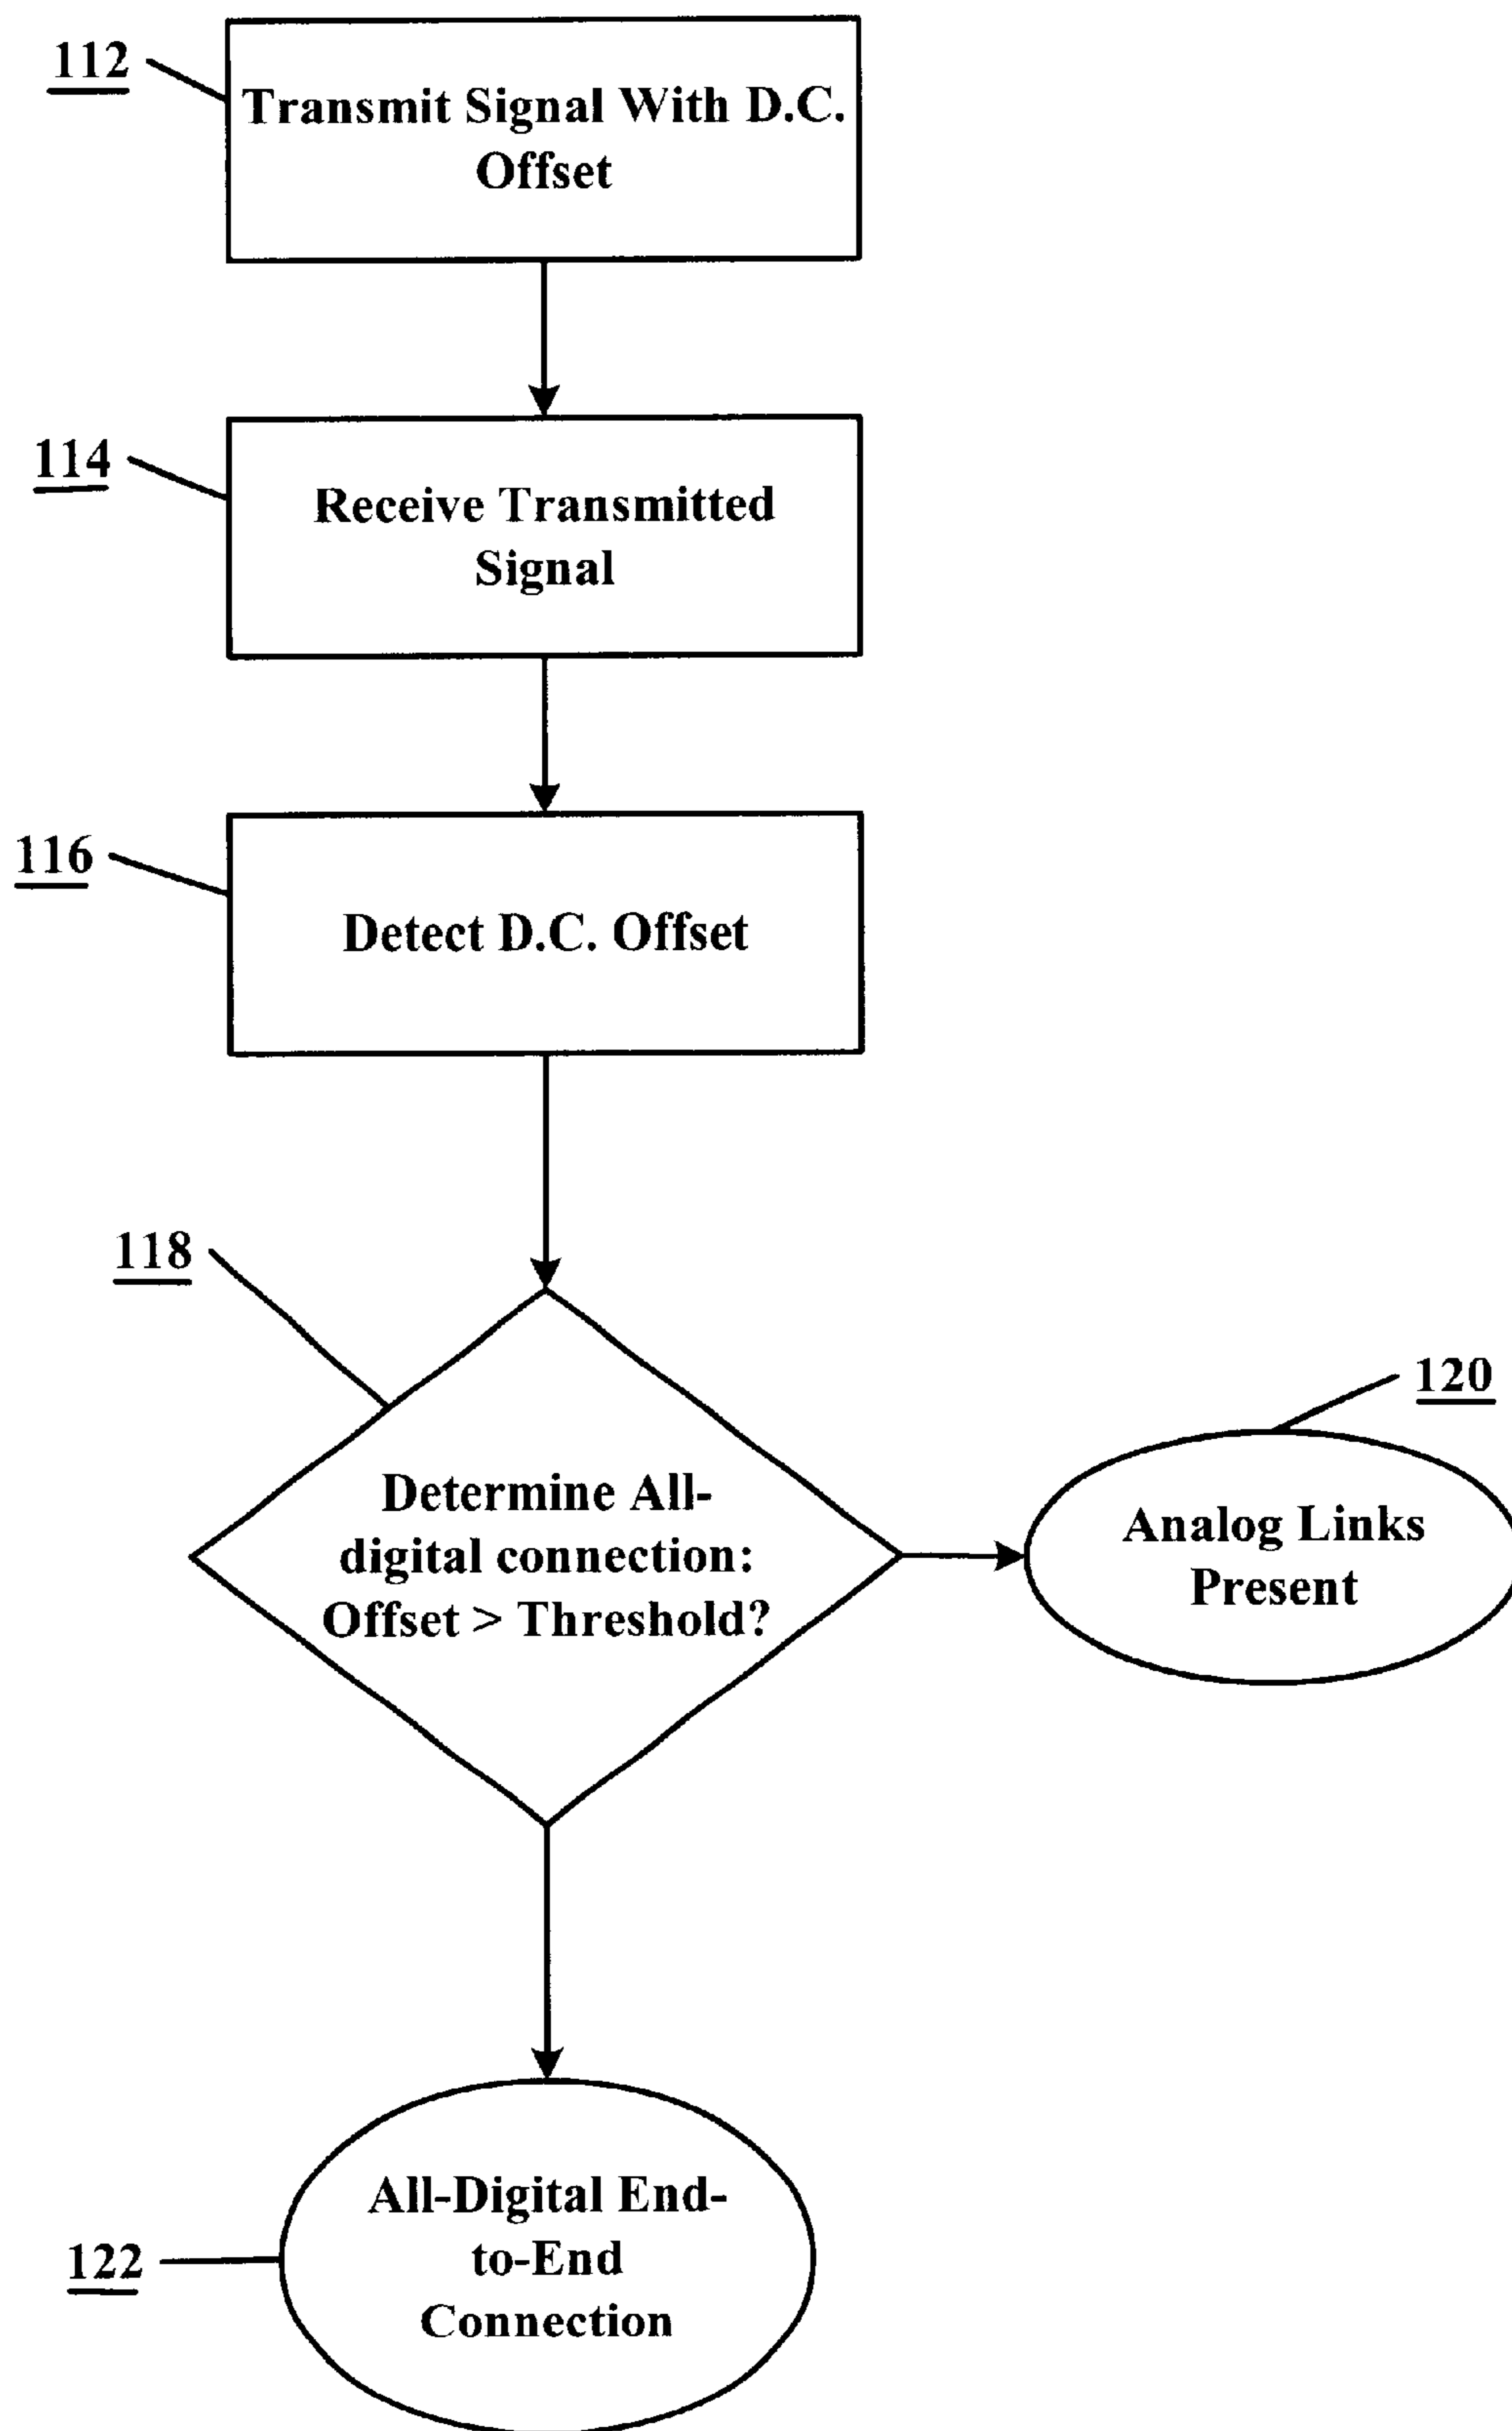 112
Transmit Signal With D.C.
Offset
114
Receive Transmitted
Signal
116
Detect D.C. Offset
118
Determine All-
digital connection:
Offset > Threshold?
120
Analog Links
Present
122
All-Digital End-
to-End
Connection